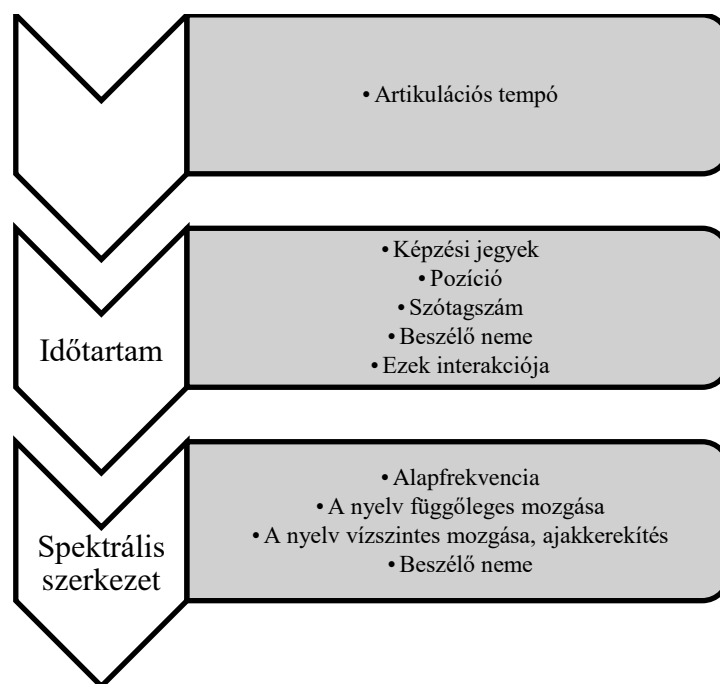 • Artikulációs tempó
Időtartam
• Képzési jegyek
• Pozíció
• Szótagszám
• Beszélő neme
• Ezek interakciója
Spektrális
szerkezet
• Alapfrekvencia
• A nyelv függőleges mozgása
• A nyelv vízszintes mozgása, ajakkerekítés
• Beszélő neme